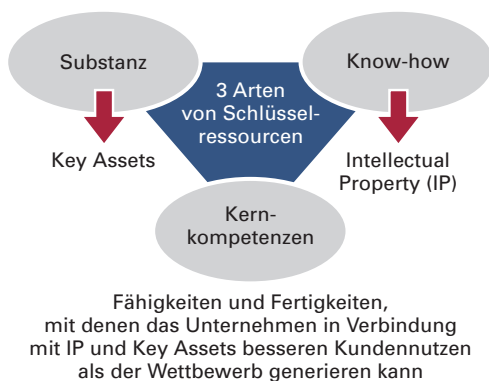 Substanz
Know-how
3 Arten
von Schlüssel-
ressourcen
Key Assets
Intellectual
Property (IP)
Kern-
kompetenzen
Fähigkeiten und Fertigkeiten,
mit denen das Unternehmen in Verbindung
mit IP und Key Assets besseren Kundennutzen
als der Wettbewerb generieren kann